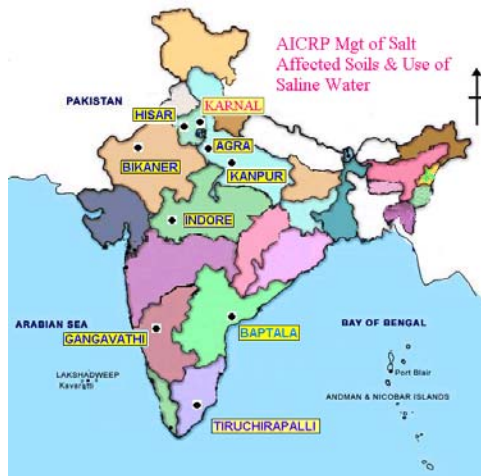 AICRP Mgt of Salt
Affected Soils & Use of
Saline Water
PAKISTAN
HISAR
KARNAL
AGRA
BIKANER
KANPUR
INDORE
ARABIAN SEA
GANGAVATHI
BAPTALA
BAY OF BENGAL
LAKSHADWEEP
Kavaratti
Port Blair
ANDMAN & NICOBAR ISLANDS
TIRUCHIRAPALLI